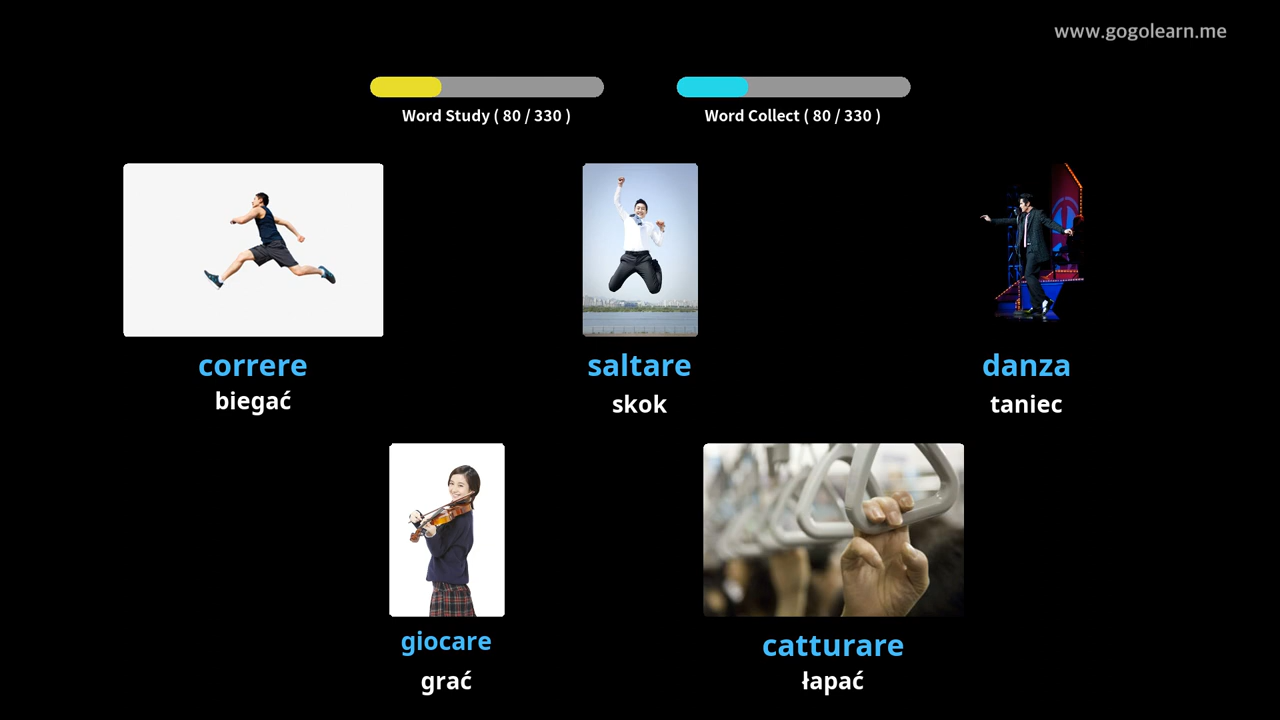 www.gogolearn.me
Word Study ( 80 / 330 )
Word Collect ( 80 / 330 )
correre
biegać
saltare
skok
danza
taniec
giocare
grać
catturare
łapać